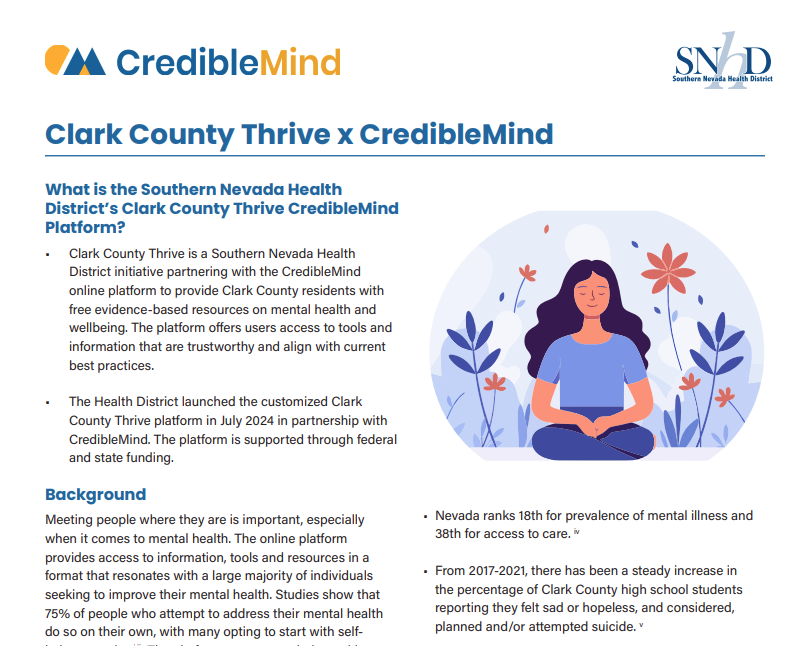 CredibleMind
SNhD
Southern Nevada Health District
Clark County Thrive x CredibleMind
What is the Southern Nevada Health
District's Clark County Thrive CredibleMind
Platform?
▪ Clark County Thrive is a Southern Nevada Health
District initiative partnering with the CredibleMind
online platform to provide Clark County residents with
free evidence-based resources on mental health and
wellbeing. The platform offers users access to tools and
information that are trustworthy and align with current
best practices.
▪ The Health District launched the customized Clark
County Thrive platform in July 2024 in partnership with
CredibleMind. The platform is supported through federal
and state funding.
Background
Meeting people where they are is important, especially
when it comes to mental health. The online platform
provides access to information, tools and resources in a
format that resonates with a large majority of individuals
seeking to improve their mental health. Studies show that
75% of people who attempt to address their mental health
do so on their own, with many opting to start with self-
▪ Nevada ranks 18th for prevalence of mental illness and
38th for access to care. iv
▪ From 2017-2021, there has been a steady increase in
the percentage of Clark County high school students
reporting they felt sad or hopeless, and considered,
planned and/or attempted suicide. v